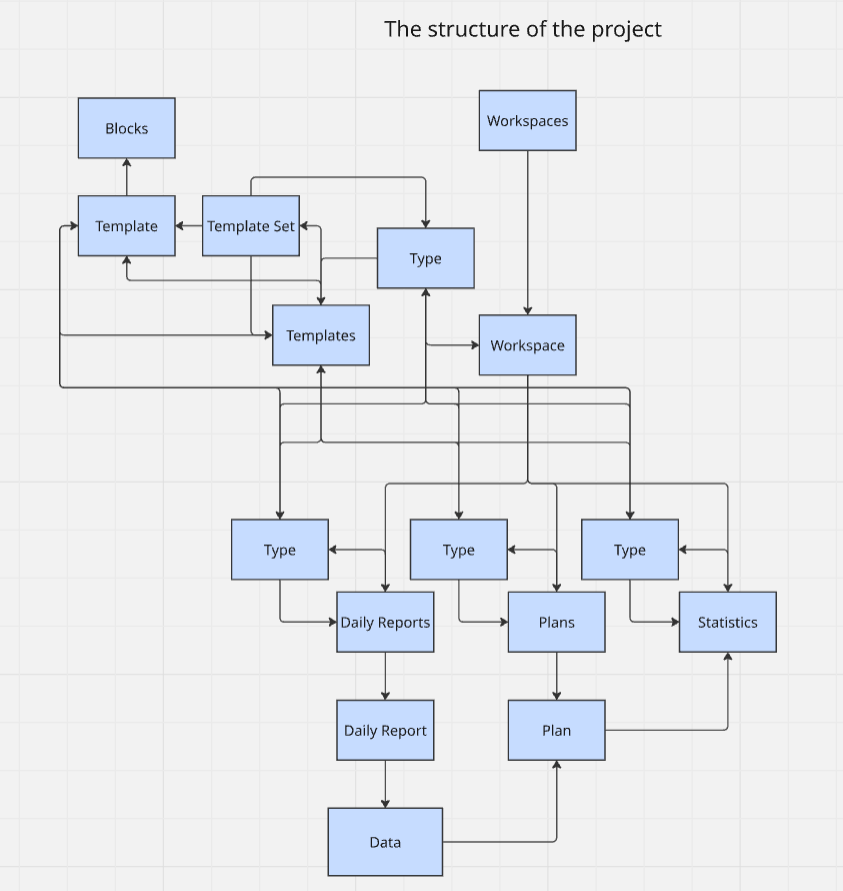 The structure of the project
Blocks
Workspaces
Template
Template Set
Type
Templates
Workspace
Type
Type
Type
Daily Reports
Plans
Statistics
Daily Report
Plan
Data